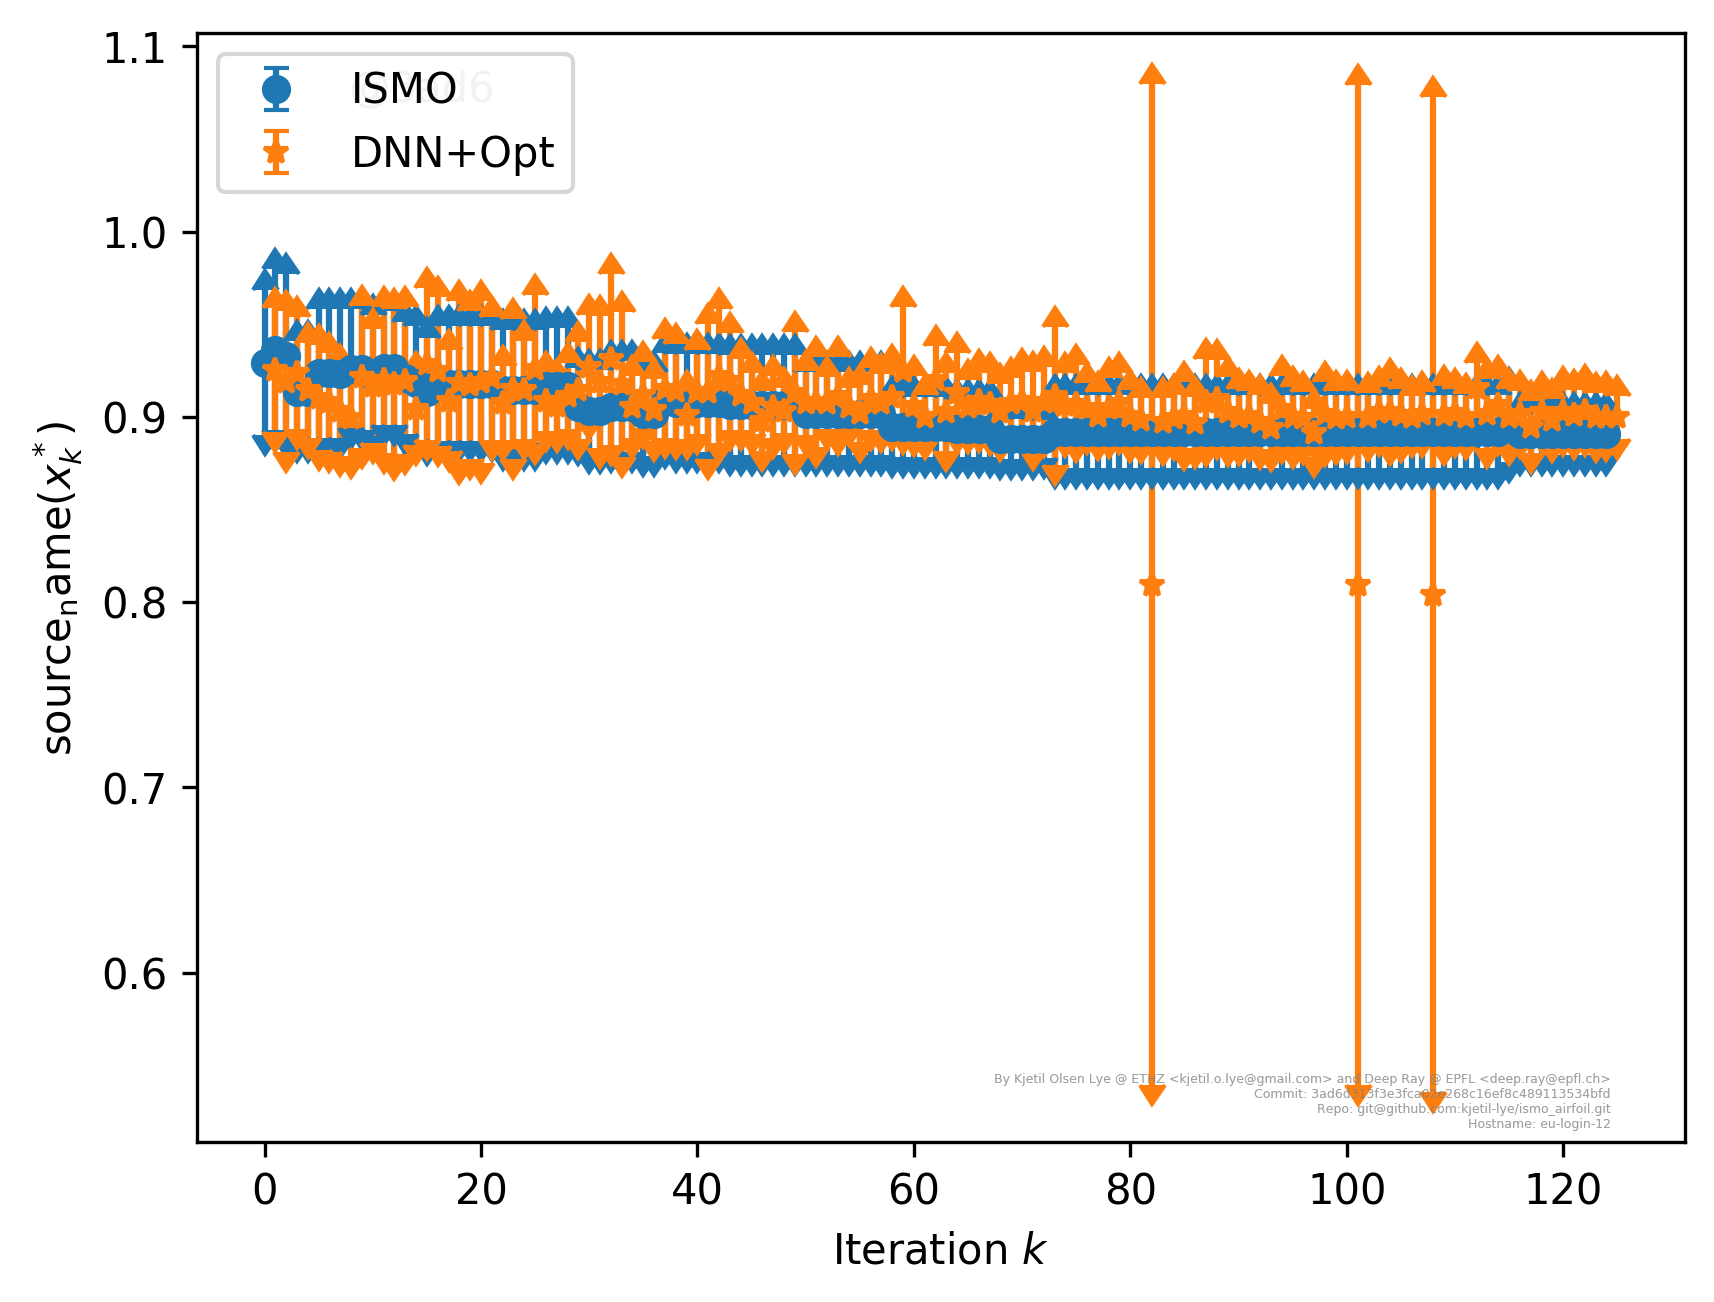 1.1
1.0
0.9
0.8
0.7
0.6
source_name(x*_k)
ISMO
DNN+Opt
By Kjetil Olsen Lye @ ETHZ <kjetil.o.lye@gmail.com> and Deep Ray @ EPFL <deep.ray@epfl.ch>
Repo: git@github.com:kjetil-lye/ismo_airfoil.git
Hostname: eu-login-12
0 20 40 60 80 100 120
Iteration k